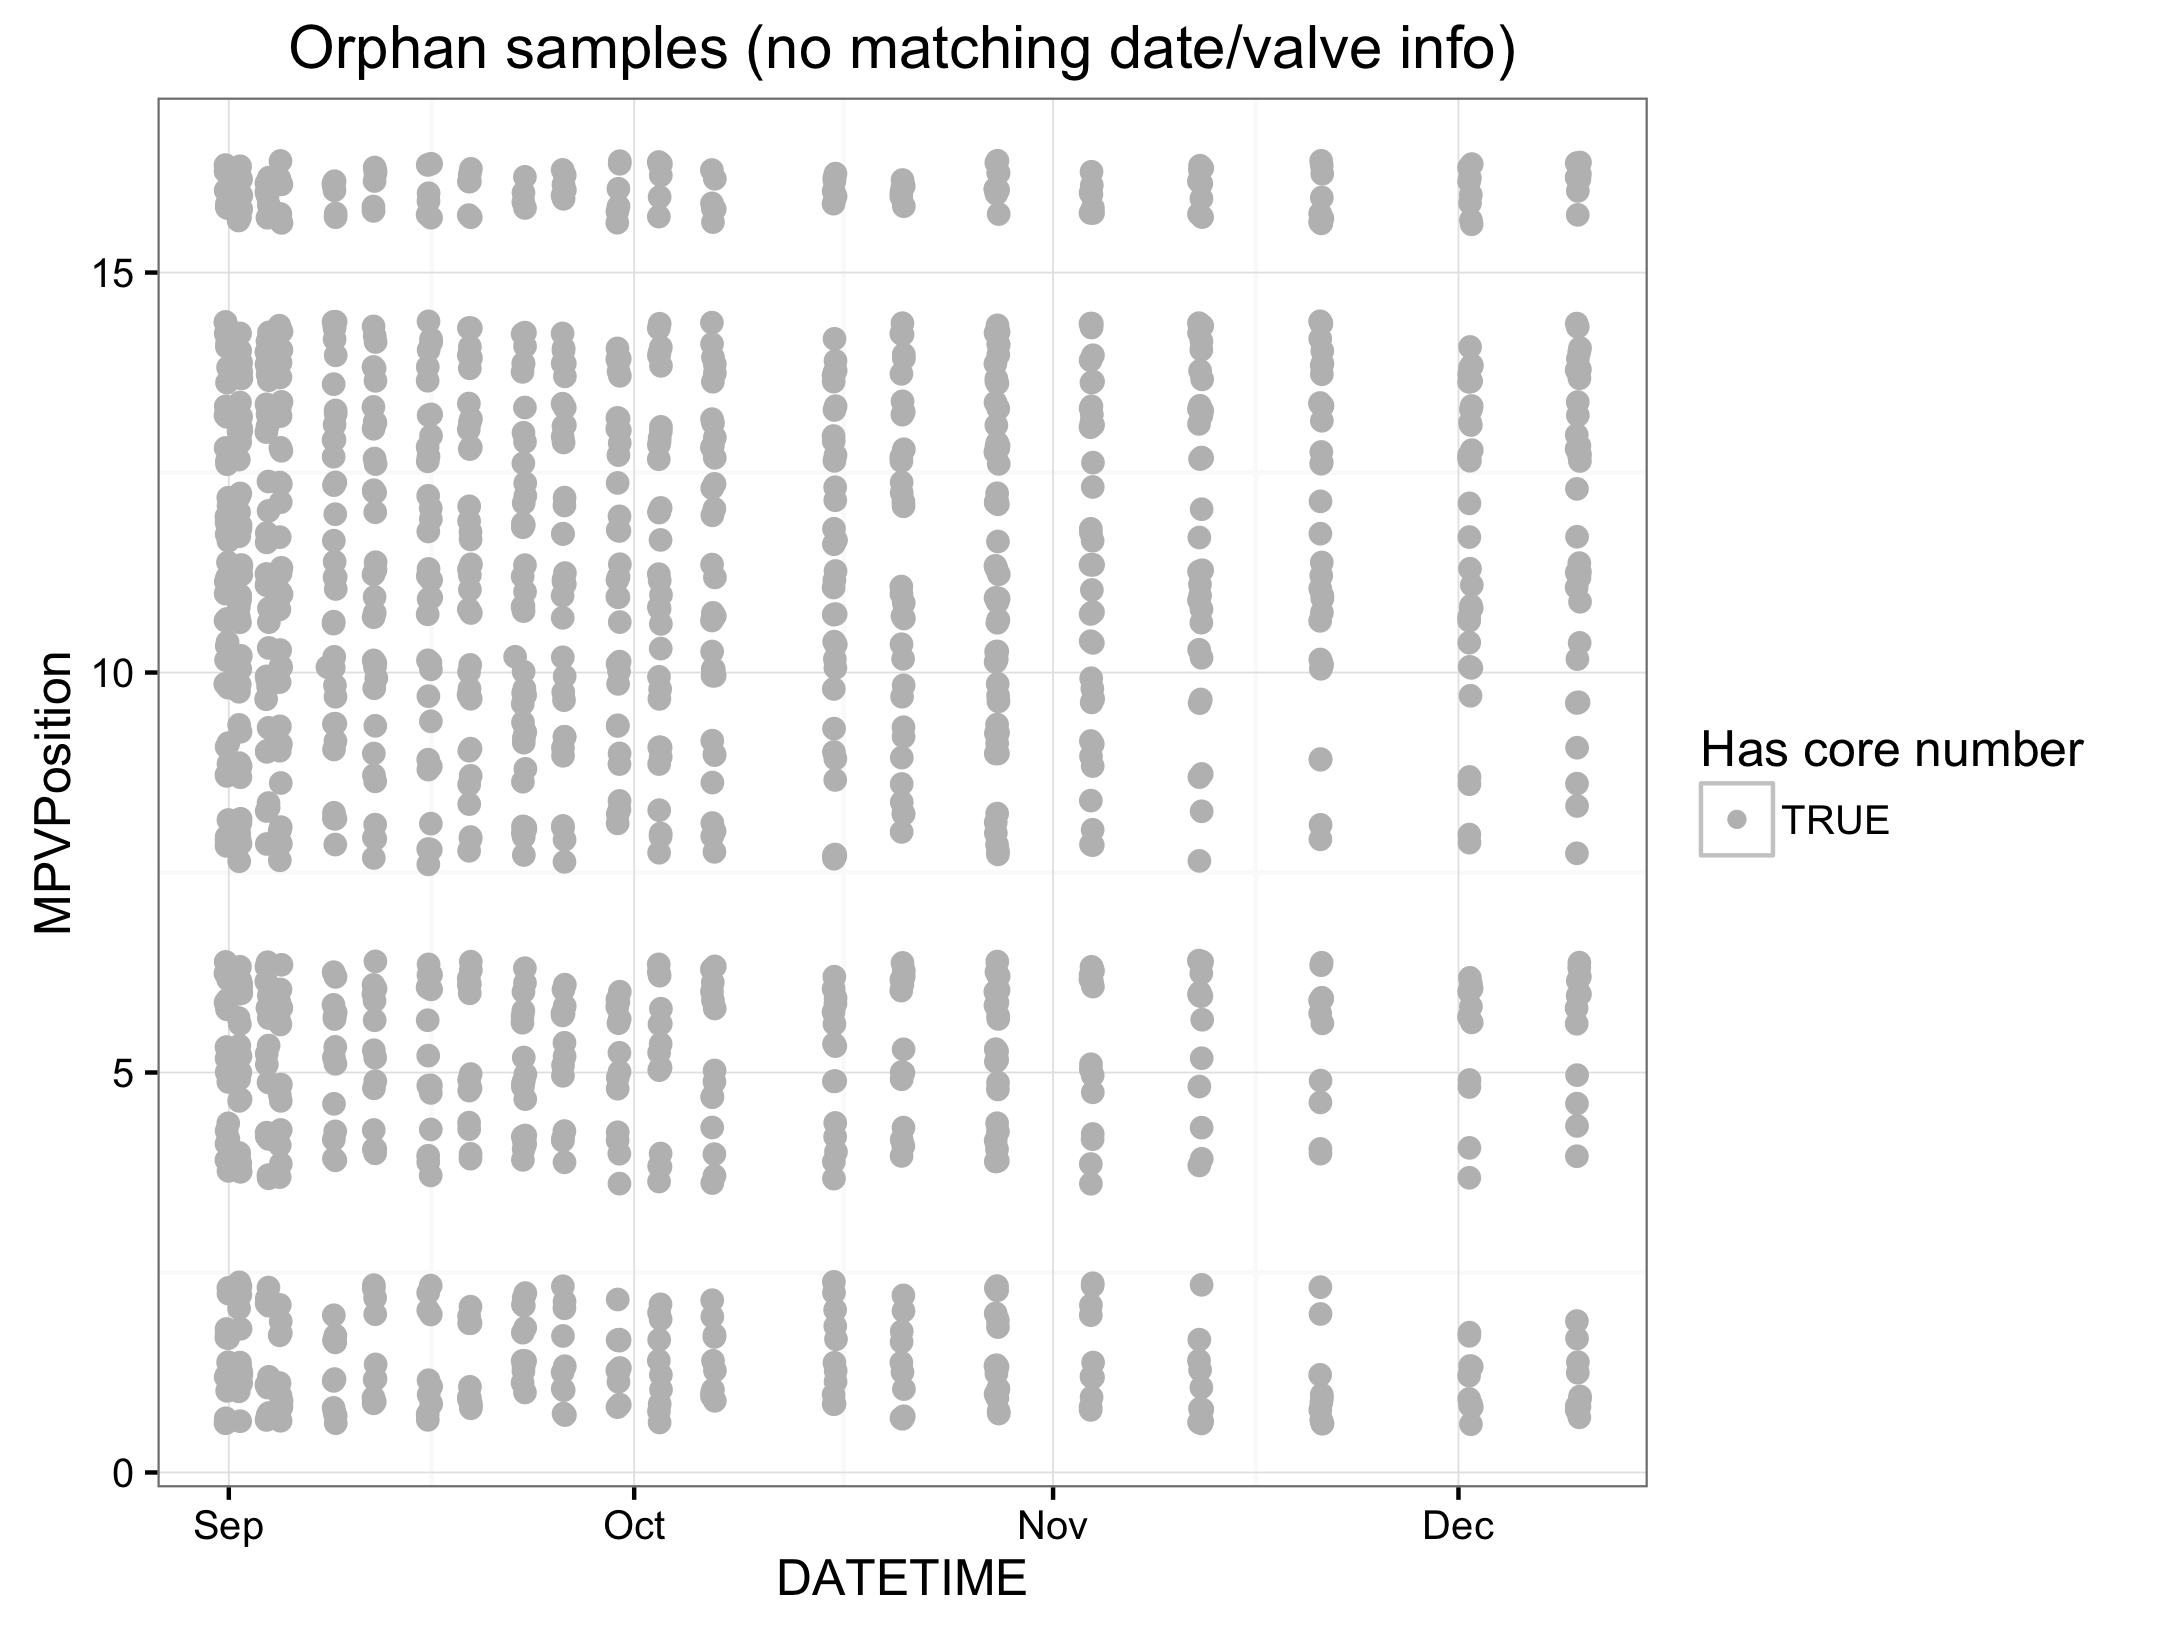 Orphan samples (no matching date/valve info)
15
10
5
0
MPVPosition
Sep Oct Nov Dec
DATETIME
Has core number
TRUE